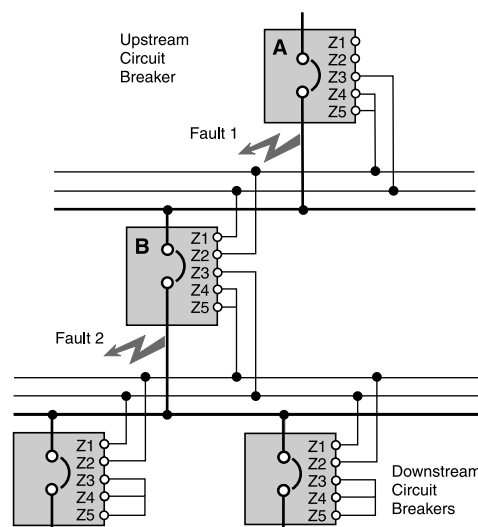 Upstream
Circuit
Breaker
A
Z1
Z2
Z3
Z4
Z5
Fault 1
B
Z1
Z2
Z3
Z4
Z5
Fault 2
Z1
Z2
Z3
Z4
Z5
Z1
Z2
Z3
Z4
Z5
Downstream
Circuit
Breakers